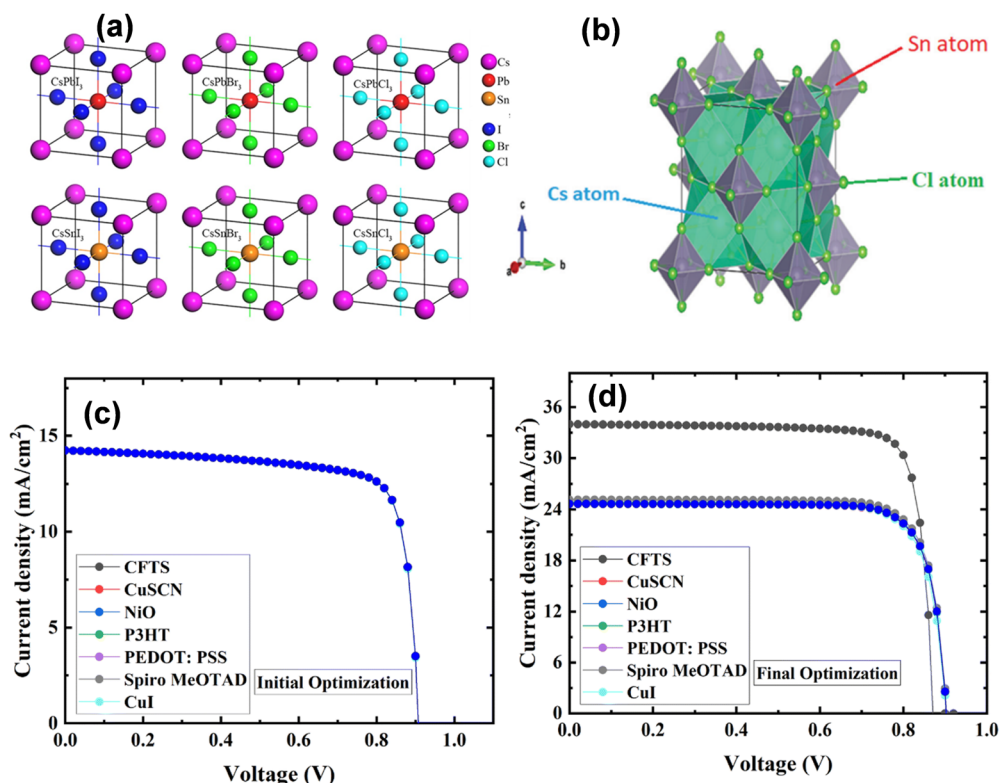 (a)
CsPbI3
CsPbBr3
CsPbCl3
Cs
Pb
Sn
I
Br
Cl
CsSnI3
CsSnBr3
CsSnCl3
(b)
Sn atom
Cs atom
Cl atom
c
a
b
(c)
Current density (mA/cm²)
15
10
5
0
CFTS
CuSCN
NiO
P3HT
PEDOT: PSS
Spiro MeOTAD
CuI
Initial Optimization
0.0 0.2 0.4 0.6 0.8 1.0
Voltage (V)
(d)
Current density (mA/cm²)
36
30
24
18
12
6
0
CFTS
CuSCN
NiO
P3HT
PEDOT: PSS
Spiro MeOTAD
CuI
Final Optimization
0.0 0.2 0.4 0.6 0.8 1.0
Voltage (V)